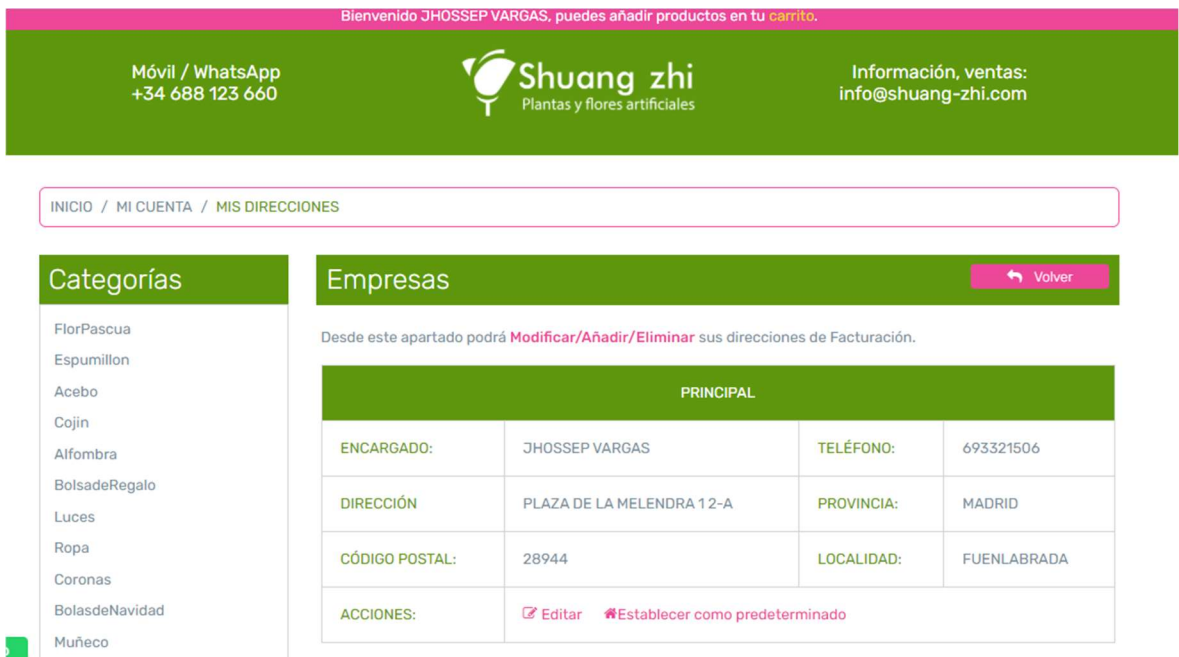 Bienvenido JHOSSEP VARGAS, puedes añadir productos en tu carrito.
Móvil / WhatsApp
+34 688 123 660
Shuang zhi
Plantas y flores artificiales
Información, ventas:
info@shuang-zhi.com
INICIO / MI CUENTA / MIS DIRECCIONES
Categorías
FlorPascua
Espumillon
Acebo
Cojin
Alfombra
BolsadeRegalo
Luces
Ropa
Coronas
BolasdeNavidad
Muñeco
Empresas
Volver
Desde este apartado podrá Modificar/Añadir/Eliminar sus direcciones de Facturación.
PRINCIPAL
ENCARGADO: JHOSSEP VARGAS TELÉFONO: 693321506
DIRECCIÓN PLAZA DE LA MELENDRA 1 2-A PROVINCIA: MADRID
CÓDIGO POSTAL: 28944 LOCALIDAD: FUENLABRADA
ACCIONES: Editar Establecer como predeterminado